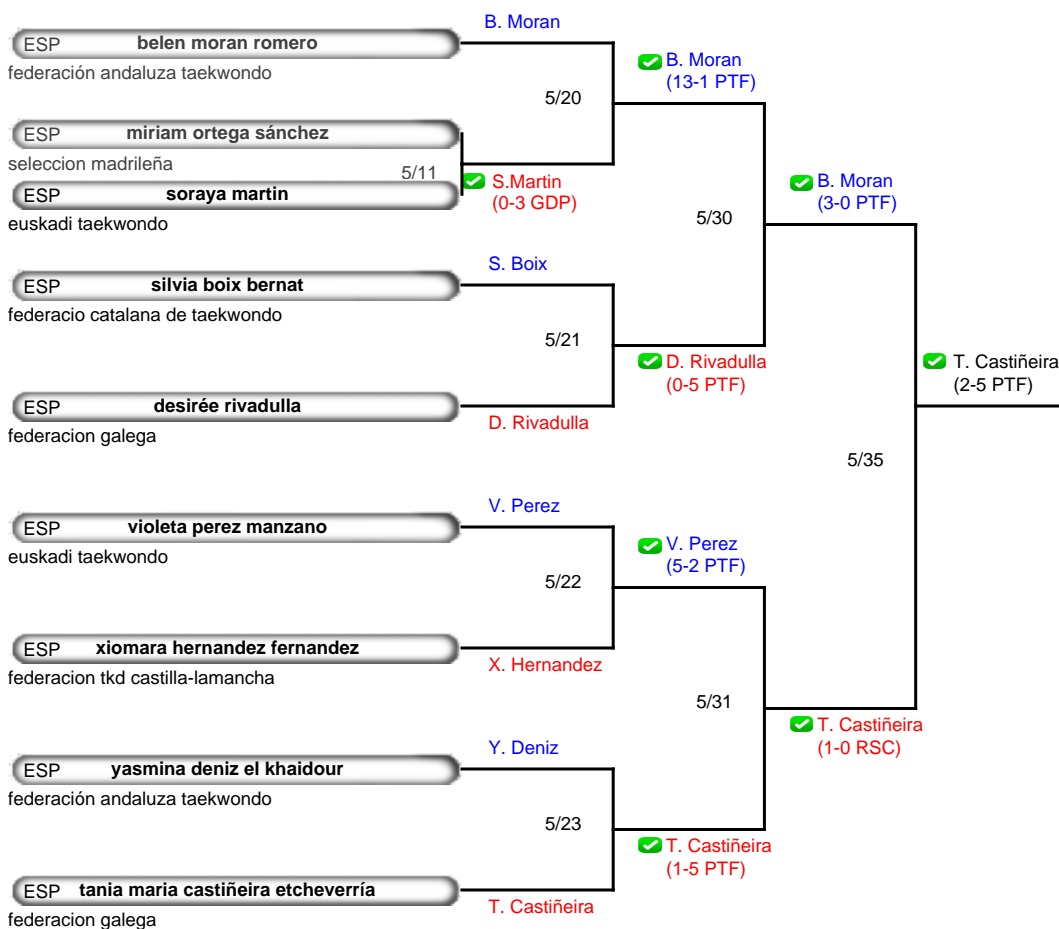 B. Moran
ESP belen moran romero
federación andaluza taekwondo
B. Moran
(13-1 PTF)
5/20
ESP miriam ortega sánchez
seleccion madrileña
5/11
S.Martin
(0-3 GDP)
ESP soraya martin
euskadi taekwondo
B. Moran
(3-0 PTF)
5/30
S. Boix
ESP silvia boix bernat
federacio catalana de taekwondo
5/21
D. Rivadulla
(0-5 PTF)
T. Castiñeira
(2-5 PTF)
ESP desirée rivadulla
D. Rivadulla
federacion galega
5/35
V. Perez
ESP violeta perez manzano
euskadi taekwondo
V. Perez
(5-2 PTF)
5/22
ESP xiomara hernandez fernandez
X. Hernandez
federacion tkd castilla-lamancha
5/31
T. Castiñeira
(1-0 RSC)
Y. Deniz
ESP yasmina deniz el khaidour
federación andaluza taekwondo
5/23
T. Castiñeira
(1-5 PTF)
ESP tania maria castiñeira etcheverría
T. Castiñeira
federacion galega